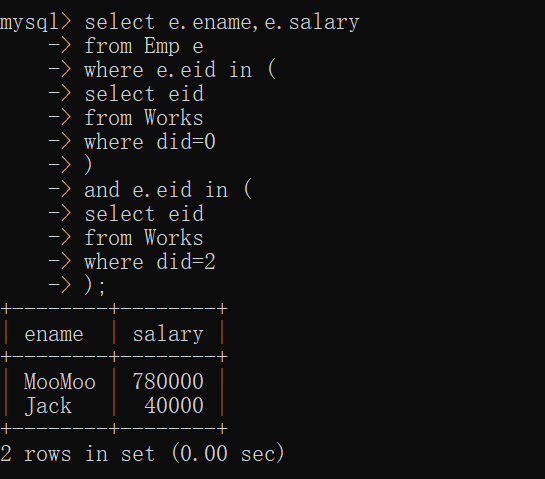 mysql> select e.ename,e.salary
    -> from Emp e
    -> where e.eid in (
    -> select eid
    -> from Works
    -> where did=0
    -> )
    -> and e.eid in (
    -> select eid
    -> from Works
    -> where did=2
    -> );
+--------+--------+
| ename  | salary |
+--------+--------+
| MooMoo | 780000 |
| Jack   |  40000 |
+--------+--------+
2 rows in set (0.00 sec)